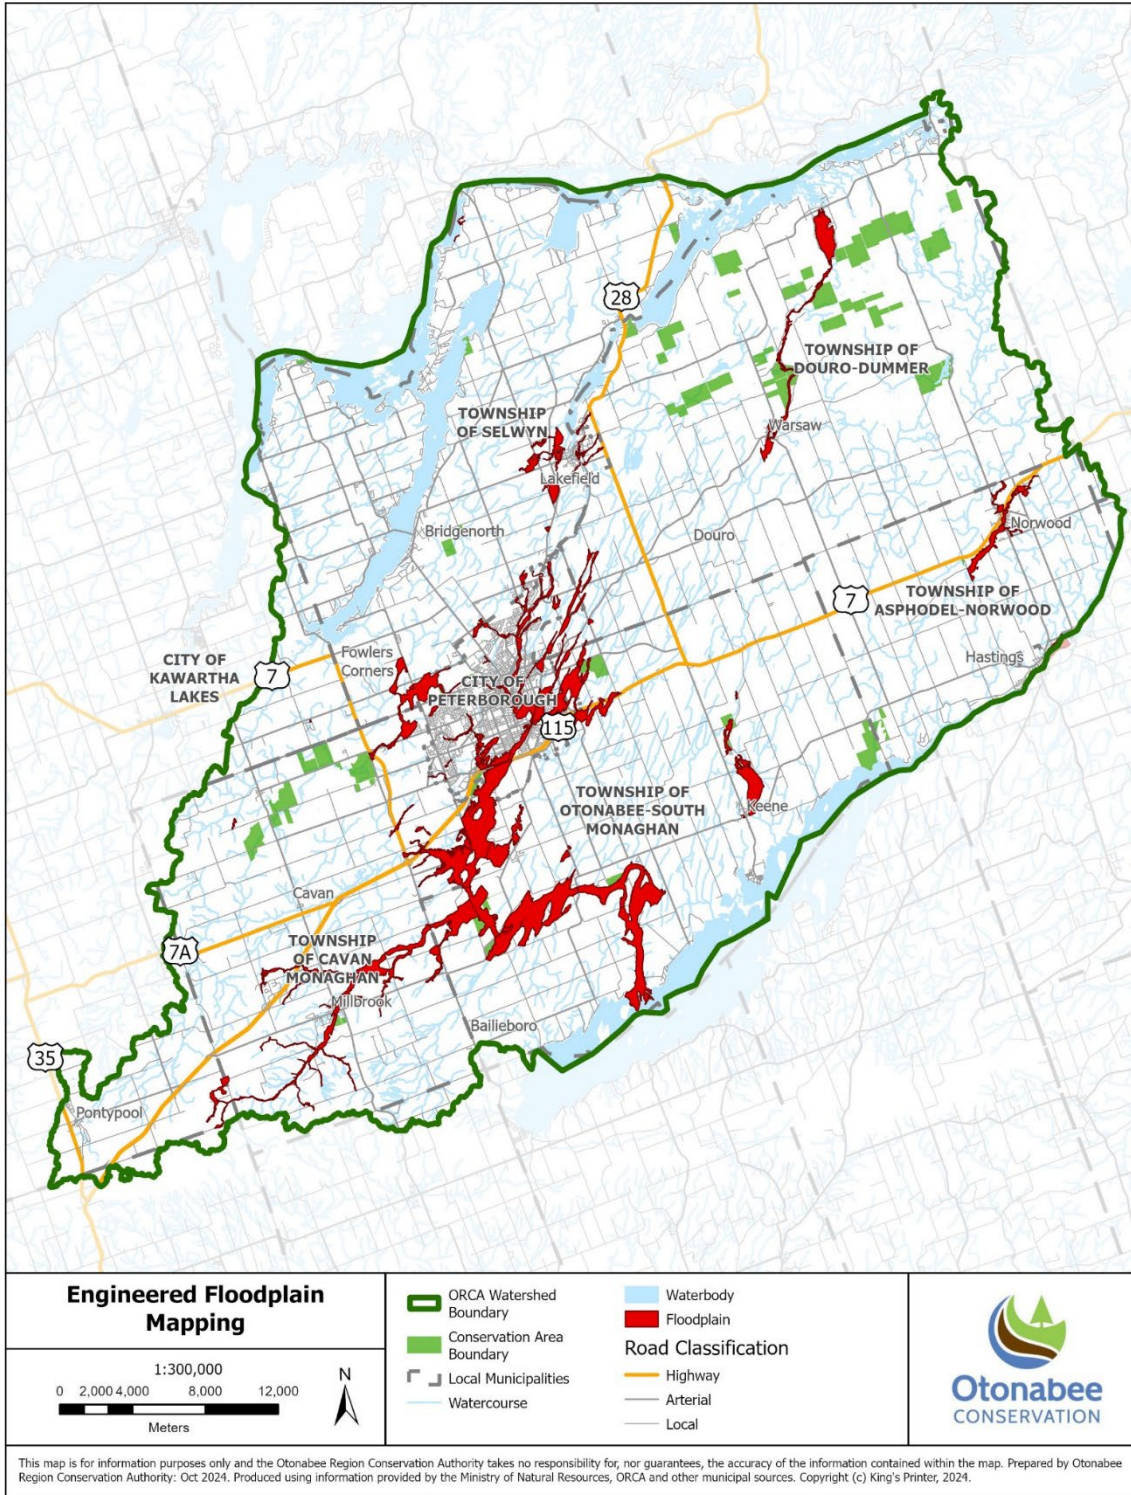 28
TOWNSHIP OF
DOURO-DUMMER
TOWNSHIP
OF SELWYN
Warsaw
Lakefield
Bridgenorth
Douro
Norwood
TOWNSHIP OF
ASPHODEL-NORWOOD
7
Hastings
Fowlers
Corners
CITY OF
KAWARTHA
LAKES
7
CITY OF
PETERBOROUGH
115
TOWNSHIP OF
OTONABEE-SOUTH
MONAGHAN
Keene
Cavan
7A
TOWNSHIP
OF CAVAN
MONAGHAN
Millbrook
Bailieboro
35
Pontypool
Engineered Floodplain
Mapping
1:300,000
0 2,000 4,000 8,000 12,000
Meters
N
ORCA Watershed
Boundary
Conservation Area
Boundary
Local Municipalities
Watercourse
Waterbody
Floodplain
Road Classification
Highway
Arterial
Local
Otonabee
CONSERVATION
This map is for information purposes only and the Otonabee Region Conservation Authority takes no responsibility for, nor guarantees, the accuracy of the information contained within the map. Prepared by Otonabee
Region Conservation Authority: Oct 2024. Produced using information provided by the Ministry of Natural Resources, ORCA and other municipal sources. Copyright (c) King's Printer, 2024.